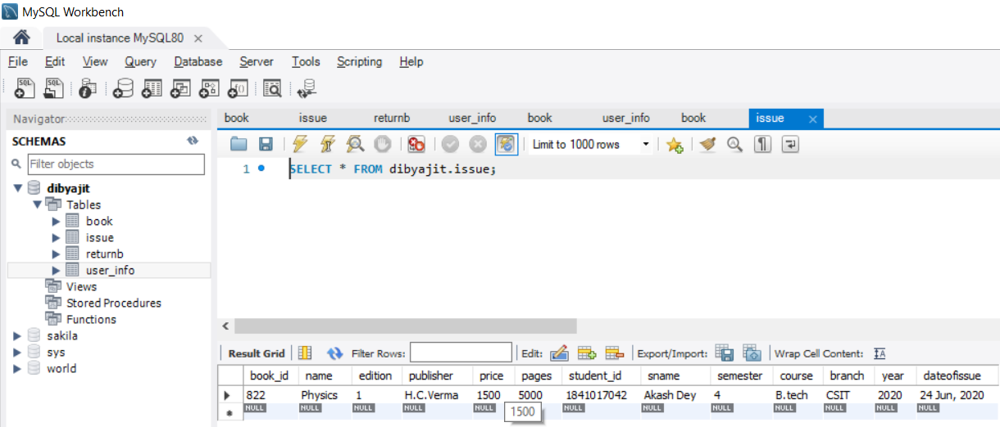 MySQL Workbench
Local instance MySQL80
File Edit View Query Database Server Tools Scripting Help
SQL SQL
Navigator
SCHEMAS
Filter objects
dibyajit
Tables
book
issue
returnb
user_info
Views
Stored Procedures
Functions
sakila
sys
world
book issue returnb user_info book user_info book issue
Limit to 1000 rows
1 SELECT * FROM dibyajit.issue;
Result Grid Filter Rows: Edit: Export/Import: Wrap Cell Content: IA
book_id name edition publisher price pages student_id sname semester course branch year dateofissue
822 Physics 1 H.C.Verma 1500 5000 1841017042 Akash Dey 4 B.tech CSIT 2020 24 Jun, 2020
NULL NULL NULL NULL NULL NULL NULL NULL NULL NULL NULL NULL NULL
1500